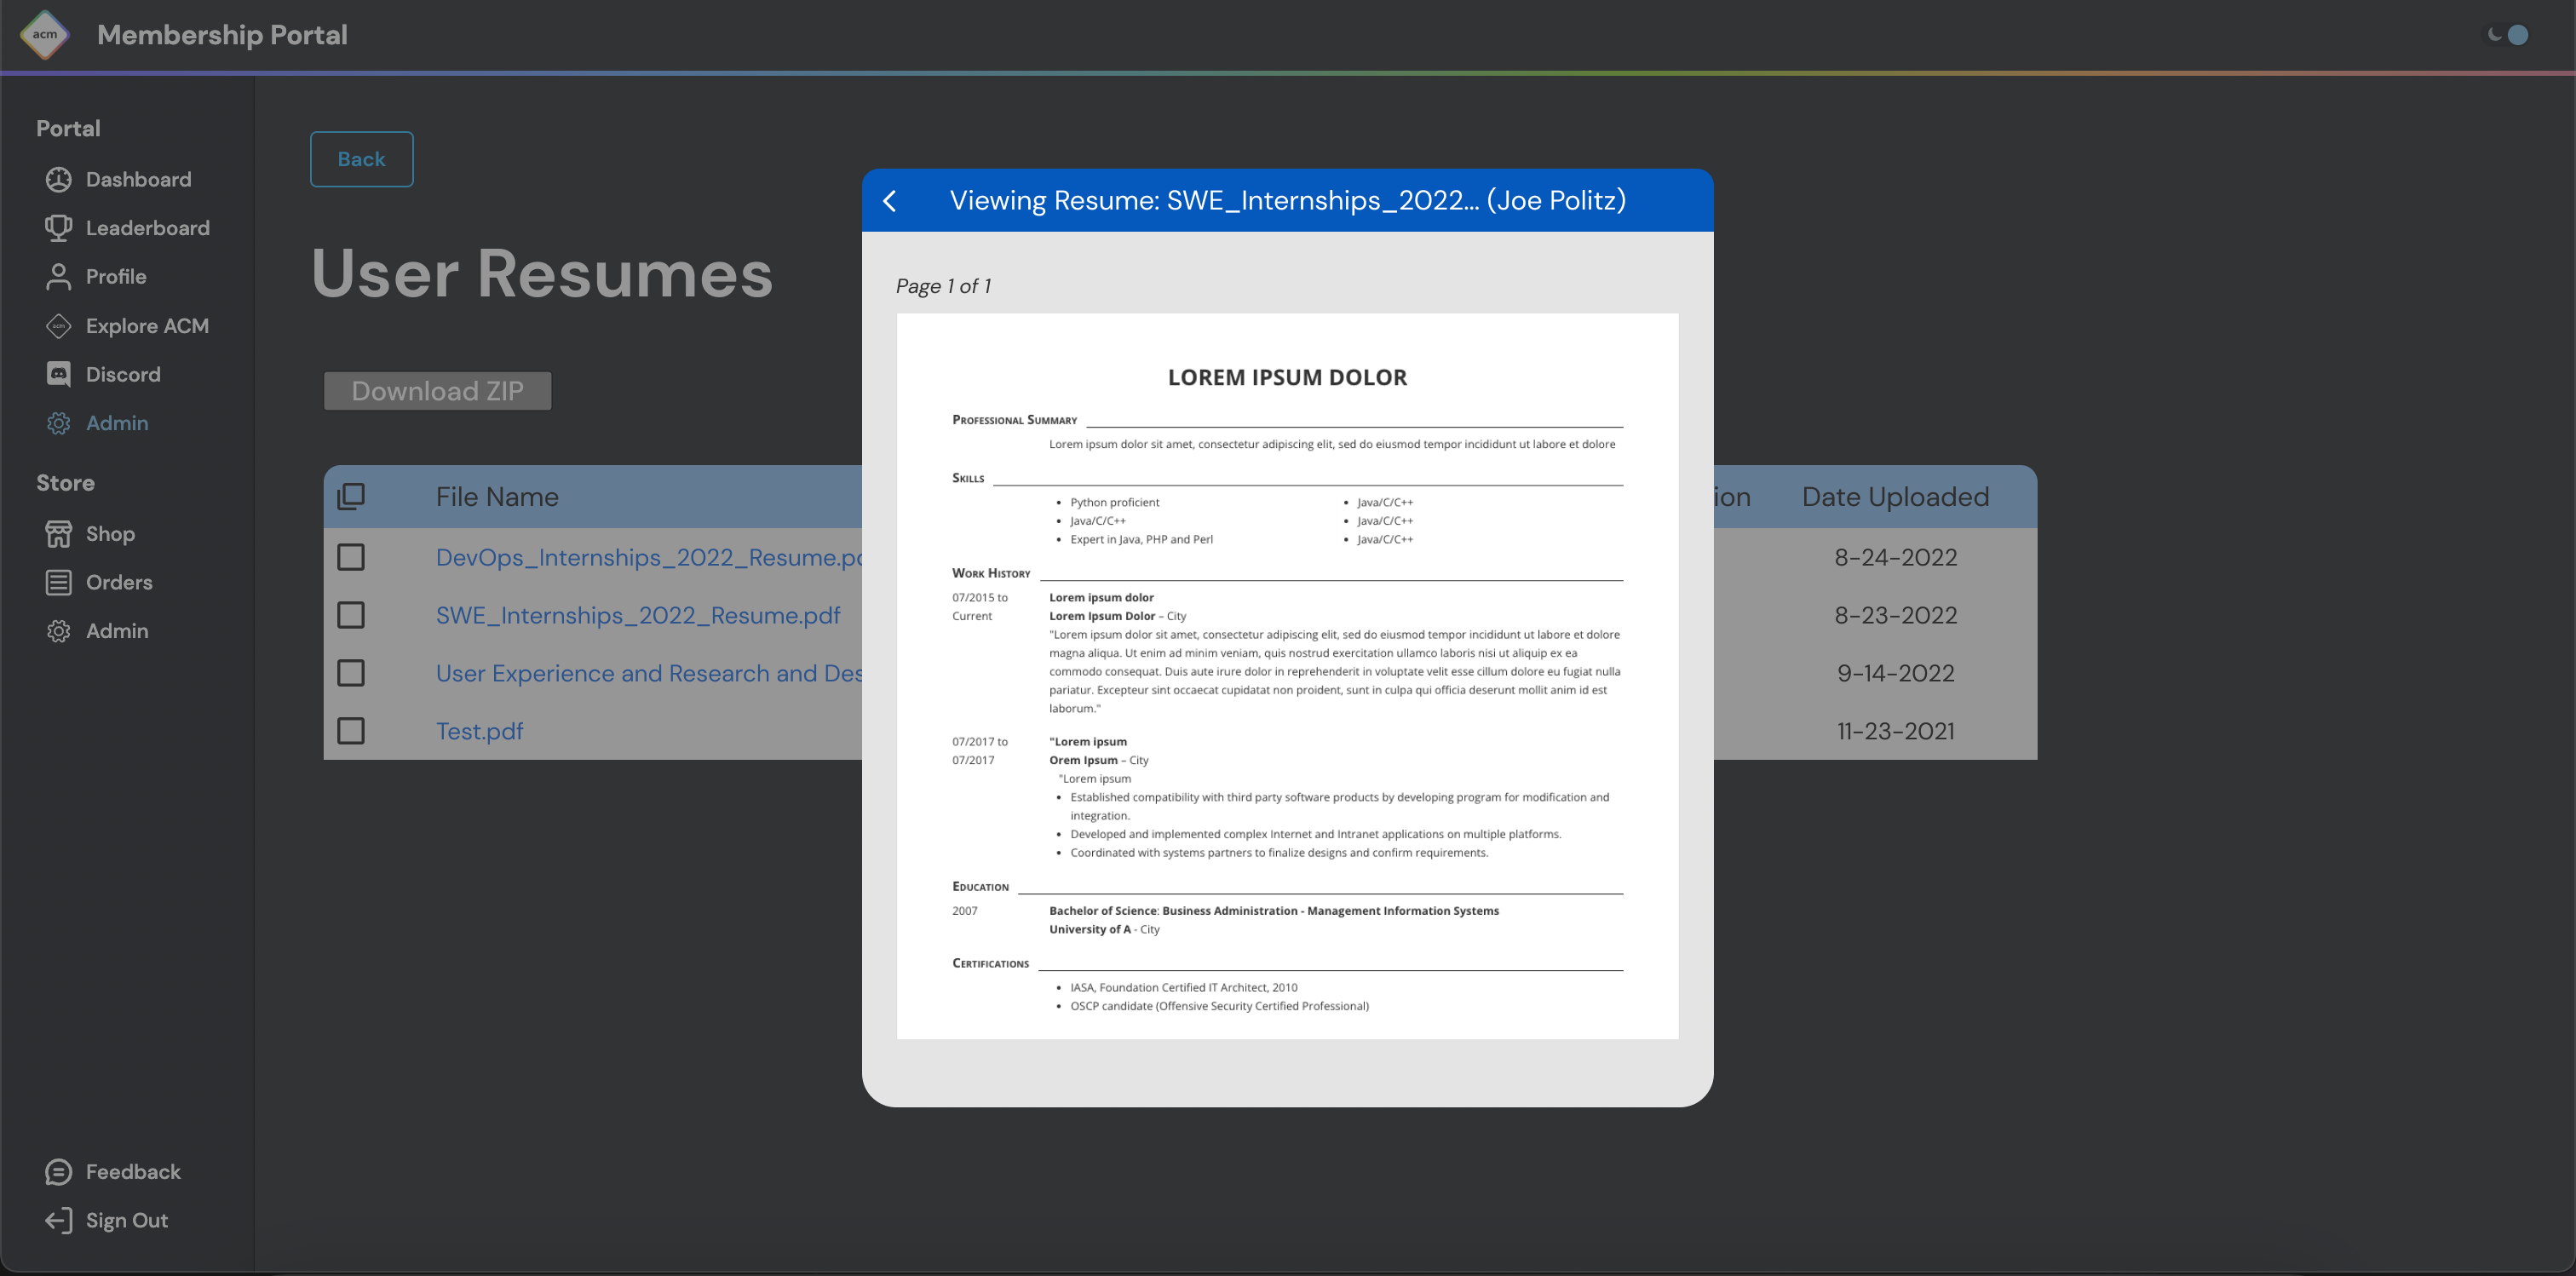 acm
Membership Portal
Portal
Dashboard
Leaderboard
Profile
acm
Explore ACM
Discord
Admin
Store
Shop
Orders
Admin
Feedback
Sign Out
Back
User Resumes
Download ZIP
File Name
ion
Date Uploaded
DevOps_Internships_2022_Resume.pd
8-24-2022
SWE_Internships_2022_Resume.pdf
8-23-2022
User Experience and Research and Des
9-14-2022
Test.pdf
11-23-2021
Viewing Resume: SWE_Internships_2022... (Joe Politz)
Page 1 of 1
LOREM IPSUM DOLOR
Professional Summary
Lorem ipsum dolor sit amet, consectetur adipiscing elit, sed do eiusmod tempor incididunt ut labore et dolore
Skills
• Python proficient
• Java/C/C++
• Expert in Java, PHP and Perl
• Java/C/C++
• Java/C/C++
• Java/C/C++
Work History
07/2015 to
Current
Lorem ipsum dolor
Lorem Ipsum Dolor – City
"Lorem ipsum dolor sit amet, consectetur adipiscing elit, sed do eiusmod tempor incididunt ut labore et dolore
magna aliqua. Ut enim ad minim veniam, quis nostrud exercitation ullamco laboris nisi ut aliquip ex ea
commodo consequat. Duis aute irure dolor in reprehenderit in voluptate velit esse cillum dolore eu fugiat nulla
pariatur. Excepteur sint occaecat cupidatat non proident, sunt in culpa qui officia deserunt mollit anim id est
laborum."
07/2017 to
07/2017
"Lorem ipsum
Orem Ipsum – City
"Lorem ipsum
• Established compatibility with third party software products by developing program for modification and
integration.
• Developed and implemented complex Internet and Intranet applications on multiple platforms.
• Coordinated with systems partners to finalize designs and confirm requirements.
Education
2007
Bachelor of Science: Business Administration - Management Information Systems
University of A - City
Certifications
• IASA, Foundation Certified IT Architect, 2010
• OSCP candidate (Offensive Security Certified Professional)